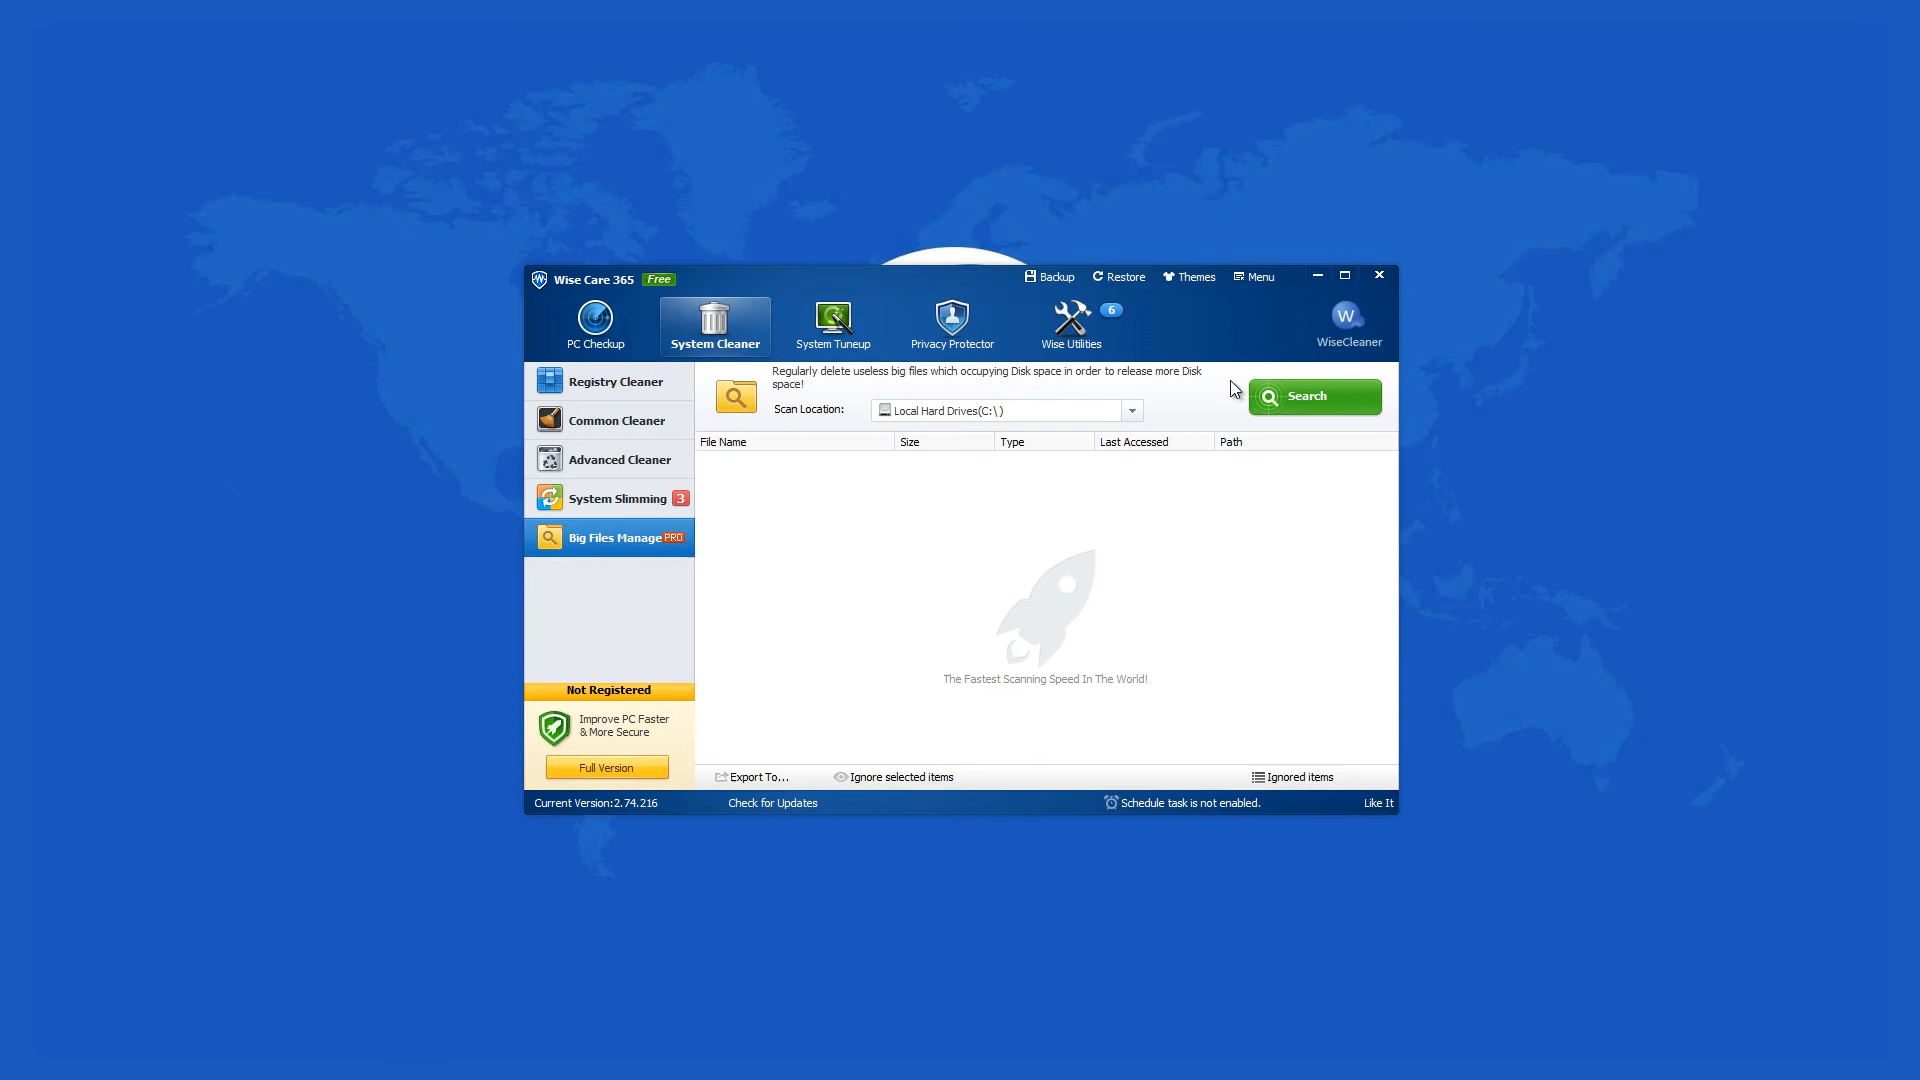 Wise Care 365 Free
Backup Restore Themes Menu
PC Checkup System Cleaner System Tuneup Privacy Protector Wise Utilities 6 W WiseCleaner
Registry Cleaner
Common Cleaner
Advanced Cleaner
System Slimming 3
Big Files Manage PRO
Regularly delete useless big files which occupying Disk space in order to release more Disk
space!
Scan Location: Local Hard Drives(C:\)
Search
File Name Size Type Last Accessed Path
The Fastest Scanning Speed In The World!
Not Registered
Improve PC Faster
& More Secure
Full Version
Export To... Ignore selected items Ignored items
Current Version:2.74.216 Check for Updates Schedule task is not enabled. Like It